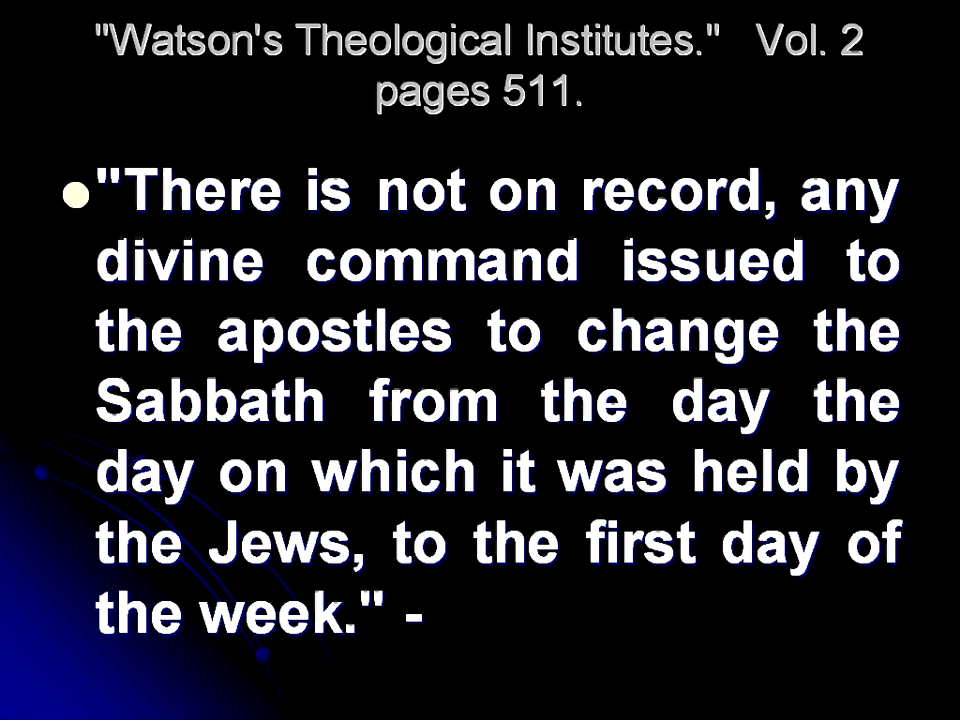 "Watson's Theological Institutes."   Vol. 2
pages 511.
● "There is not on record, any
divine command issued to
the apostles to change the
Sabbath from the day the
day on which it was held by
the Jews, to the first day of
the week." -